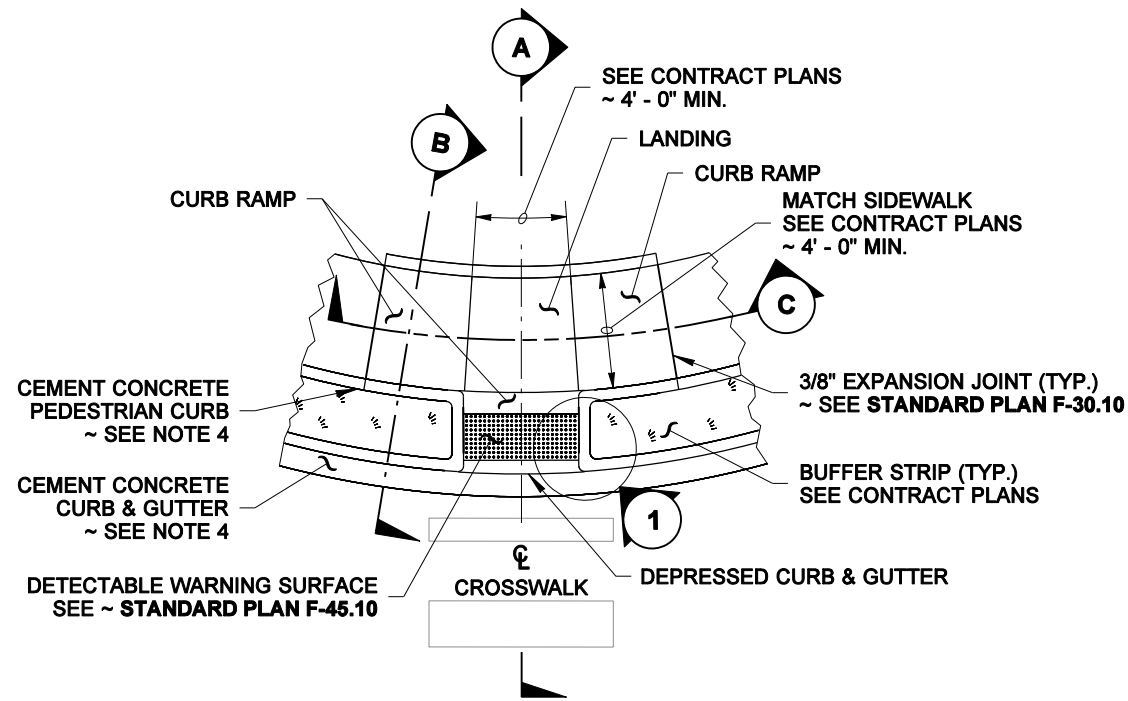 A
SEE CONTRACT PLANS
~ 4' - 0" MIN.
B
LANDING
CURB RAMP
CURB RAMP
MATCH SIDEWALK
SEE CONTRACT PLANS
~ 4' - 0" MIN.
C
CEMENT CONCRETE
PEDESTRIAN CURB
~ SEE NOTE 4
3/8" EXPANSION JOINT (TYP.)
~ SEE STANDARD PLAN F-30.10
CEMENT CONCRETE
CURB & GUTTER
~ SEE NOTE 4
BUFFER STRIP (TYP.)
SEE CONTRACT PLANS
1
℄
CROSSWALK
DETECTABLE WARNING SURFACE
SEE ~ STANDARD PLAN F-45.10
DEPRESSED CURB & GUTTER